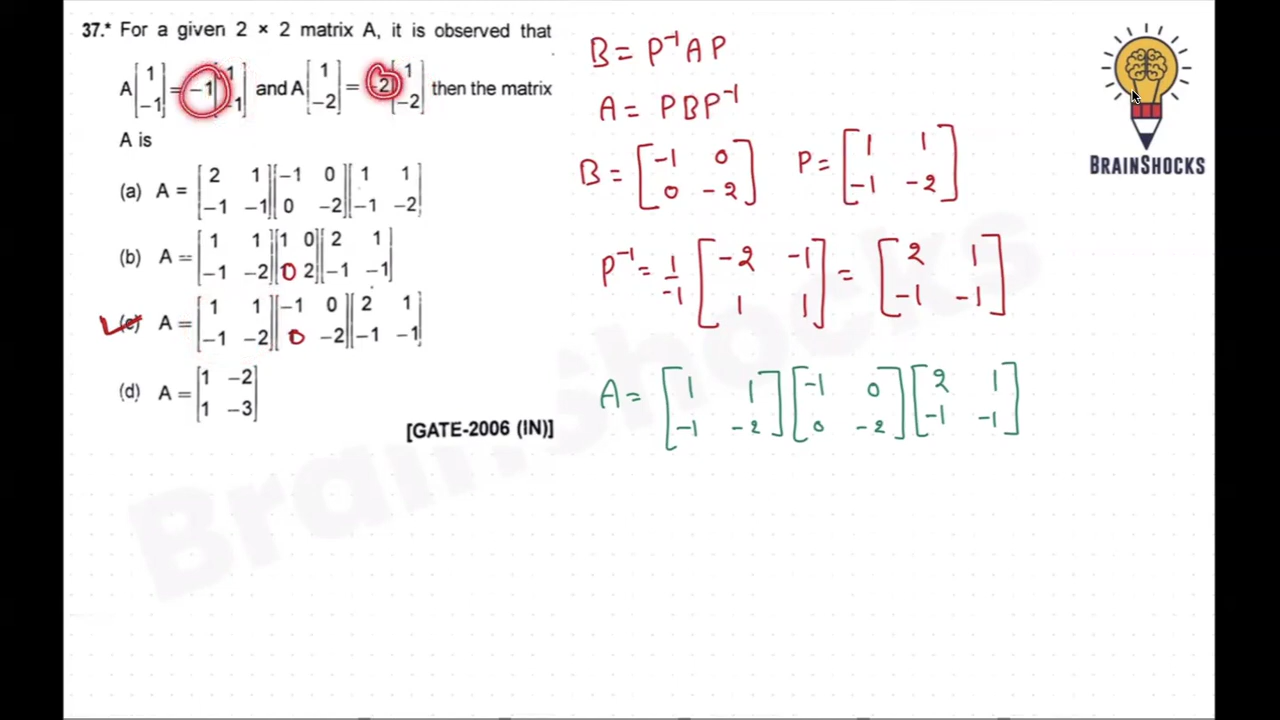 37.* For a given 2 × 2 matrix A, it is observed that
A[1 −1] = −1[1 −1] and A[1 −2] = −2[1 −2] then the matrix
A is
(a) A = [2 1 −1 −1][−1 0 0 −2][1 1 −1 −2]
(b) A = [1 1 −1 −2][1 0 0 2][2 1 −1 −1]
(c) A = [1 1 −1 −2][−1 0 0 −2][2 1 −1 −1]
(d) A = [1 −2 1 −3]
[GATE-2006 (IN)]
B = P⁻¹ A P
A = P B P⁻¹
B = [−1 0 0 −2] P = [1 1 −1 −2]
P⁻¹ = 1/−1 [−2 −1 1 1] = [2 1 −1 −1]
A = [1 1 −1 −2][−1 0 0 −2][2 1 −1 −1]
BRAINSHOCKS
Brainshocks